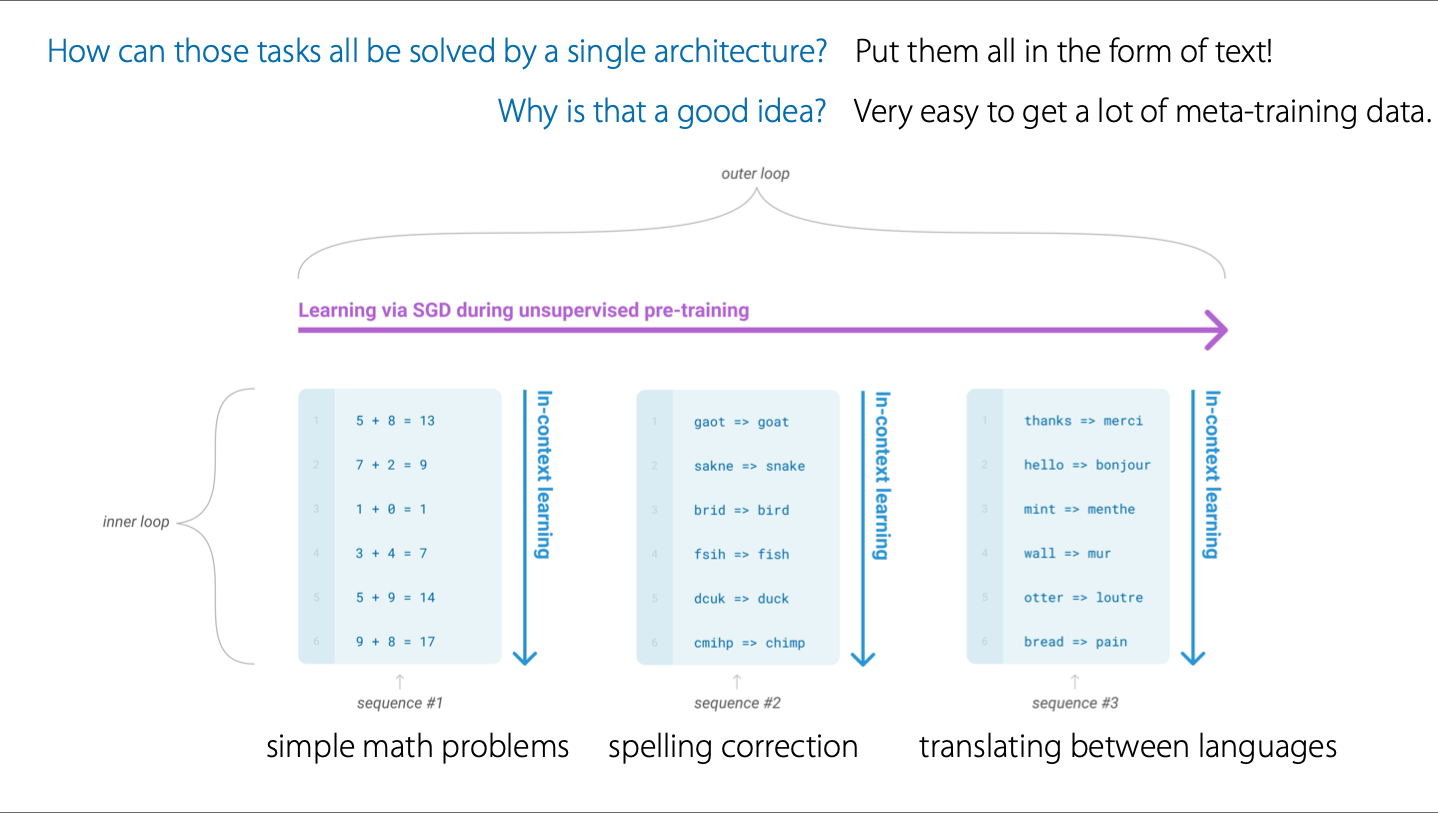 How can those tasks all be solved by a single architecture? Put them all in the form of text!
Why is that a good idea? Very easy to get a lot of meta-training data.
outer loop
Learning via SGD during unsupervised pre-training
inner loop
1 5 + 8 = 13
2 7 + 2 = 9
3 1 + 0 = 1
4 3 + 4 = 7
5 5 + 9 = 14
6 9 + 8 = 17
In-context learning
sequence #1
simple math problems
1 gaot => goat
2 sakne => snake
3 brid => bird
4 fsih => fish
5 dcuk => duck
6 cmihp => chimp
In-context learning
sequence #2
spelling correction
1 thanks => merci
2 hello => bonjour
3 mint => menthe
4 wall => mur
5 otter => loutre
6 bread => pain
In-context learning
sequence #3
translating between languages